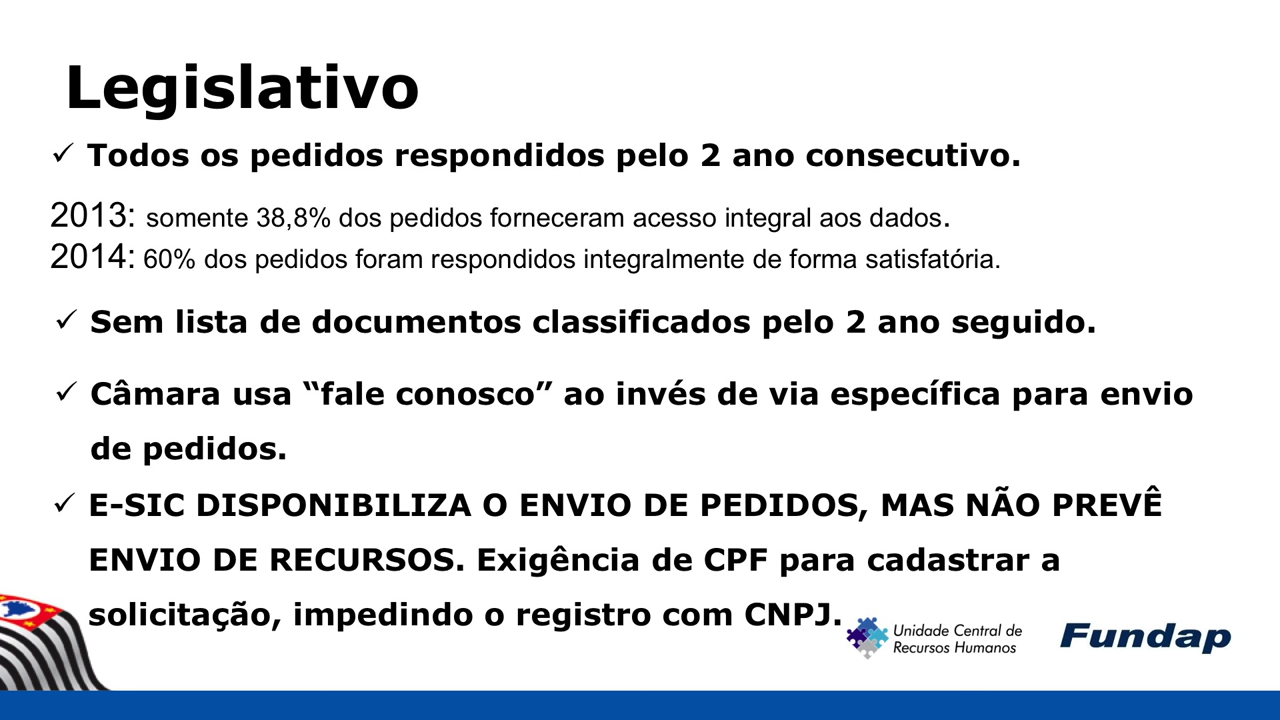 Legislativo
✓ Todos os pedidos respondidos pelo 2 ano consecutivo.
2013: somente 38,8% dos pedidos forneceram acesso integral aos dados.
2014: 60% dos pedidos foram respondidos integralmente de forma satisfatória.
✓ Sem lista de documentos classificados pelo 2 ano seguido.
✓ Câmara usa “fale conosco” ao invés de via específica para envio
de pedidos.
✓ E-SIC DISPONIBILIZA O ENVIO DE PEDIDOS, MAS NÃO PREVÊ
ENVIO DE RECURSOS. Exigência de CPF para cadastrar a
solicitação, impedindo o registro com CNPJ.
Unidade Central de
Recursos Humanos
Fundap